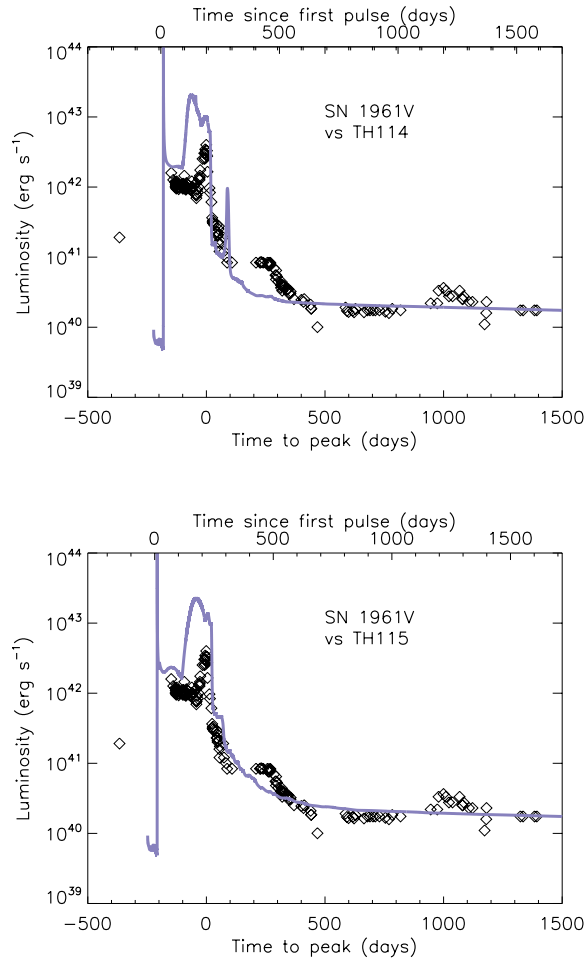 Time since first pulse (days)
0 500 1000 1500
10^44
10^43
10^42
10^41
10^40
10^39
Luminosity (erg s^−1)
SN 1961V
vs TH114
−500 0 500 1000 1500
Time to peak (days)
Time since first pulse (days)
0 500 1000 1500
10^44
10^43
10^42
10^41
10^40
10^39
Luminosity (erg s^−1)
SN 1961V
vs TH115
−500 0 500 1000 1500
Time to peak (days)